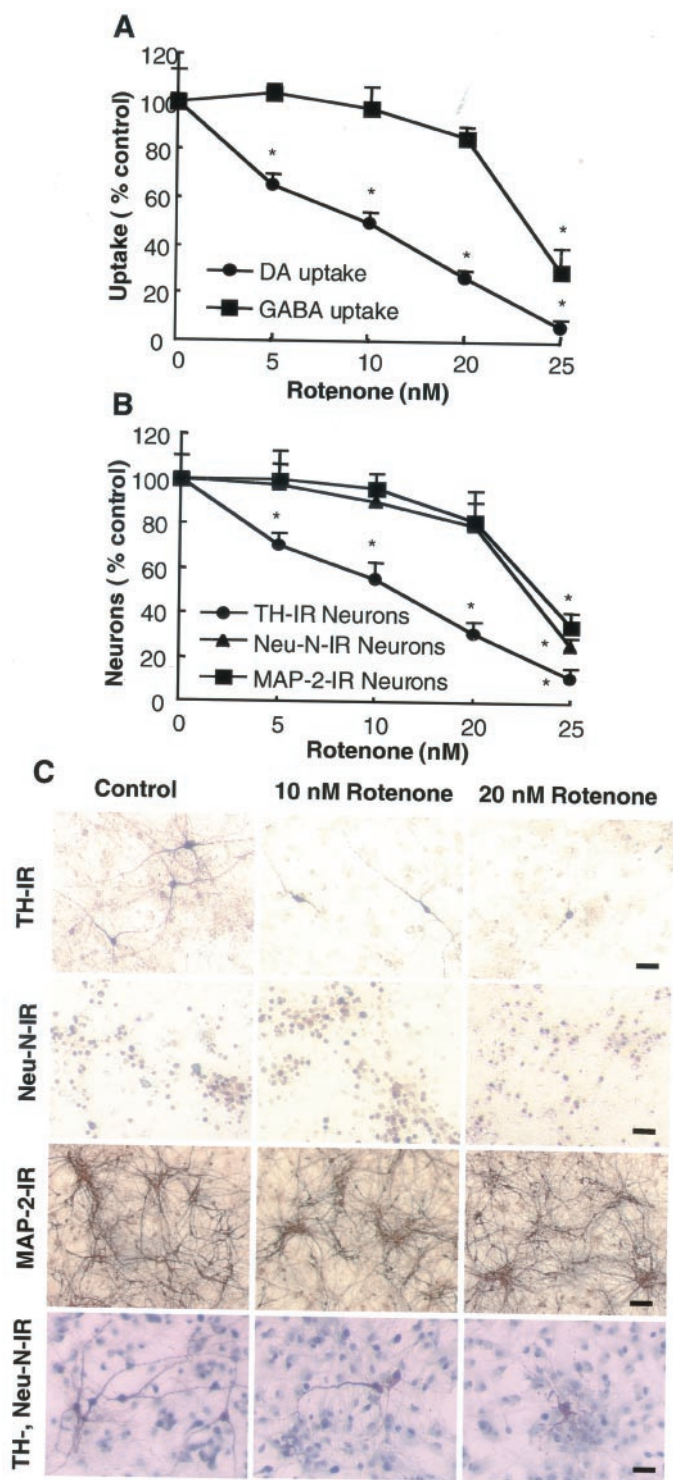 A
120
100
80
60
40
20
0
Uptake ( % control)
*
*
*
*
*
DA uptake
GABA uptake
0 5 10 20 25
Rotenone (nM)
B
120
100
80
60
40
20
0
Neurons ( % control)
*
*
*
*
*
*
TH-IR Neurons
Neu-N-IR Neurons
MAP-2-IR Neurons
0 5 10 20 25
Rotenone (nM)
C
Control 10 nM Rotenone 20 nM Rotenone
TH-IR
Neu-N-IR
MAP-2-IR
TH-, Neu-N-IR